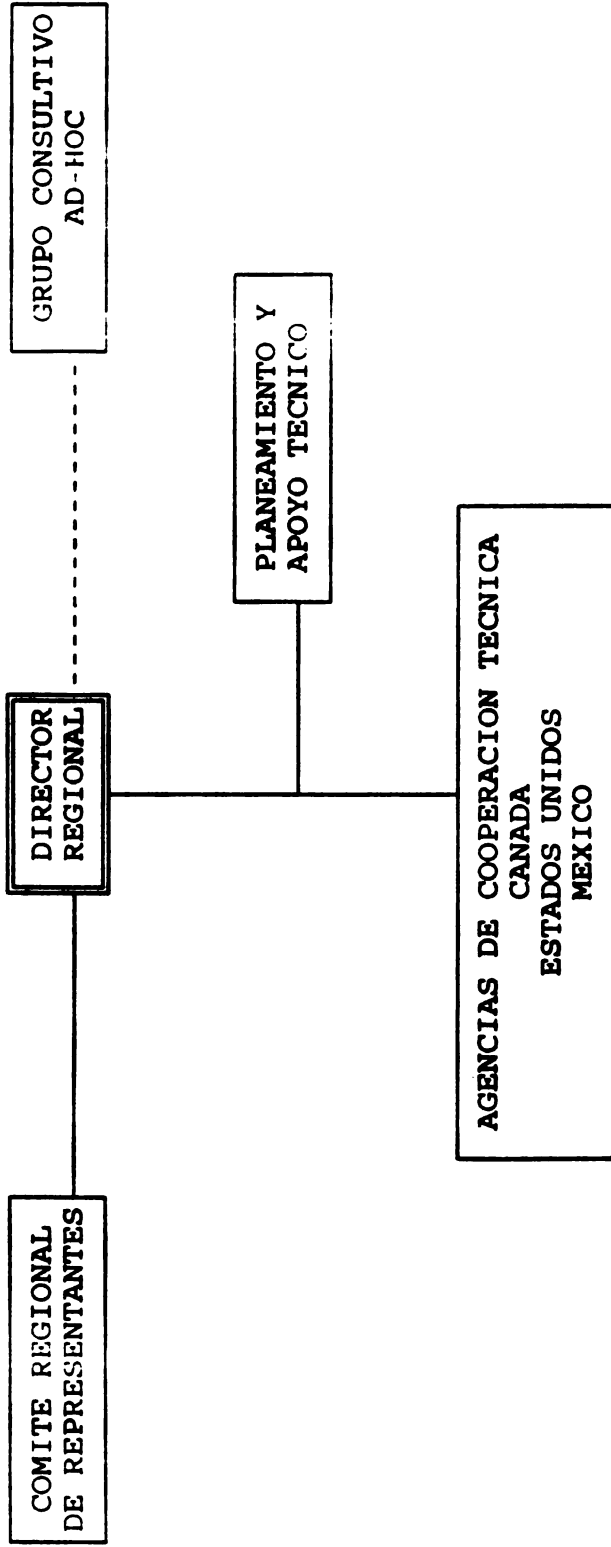 COMITE REGIONAL
DE REPRESENTANTES
DIRECTOR
REGIONAL
GRUPO CONSULTIVO
AD-HOC
PLANEAMIENTO Y
APOYO TECNICO
AGENCIAS DE COOPERACION TECNICA
CANADA
ESTADOS UNIDOS
MEXICO